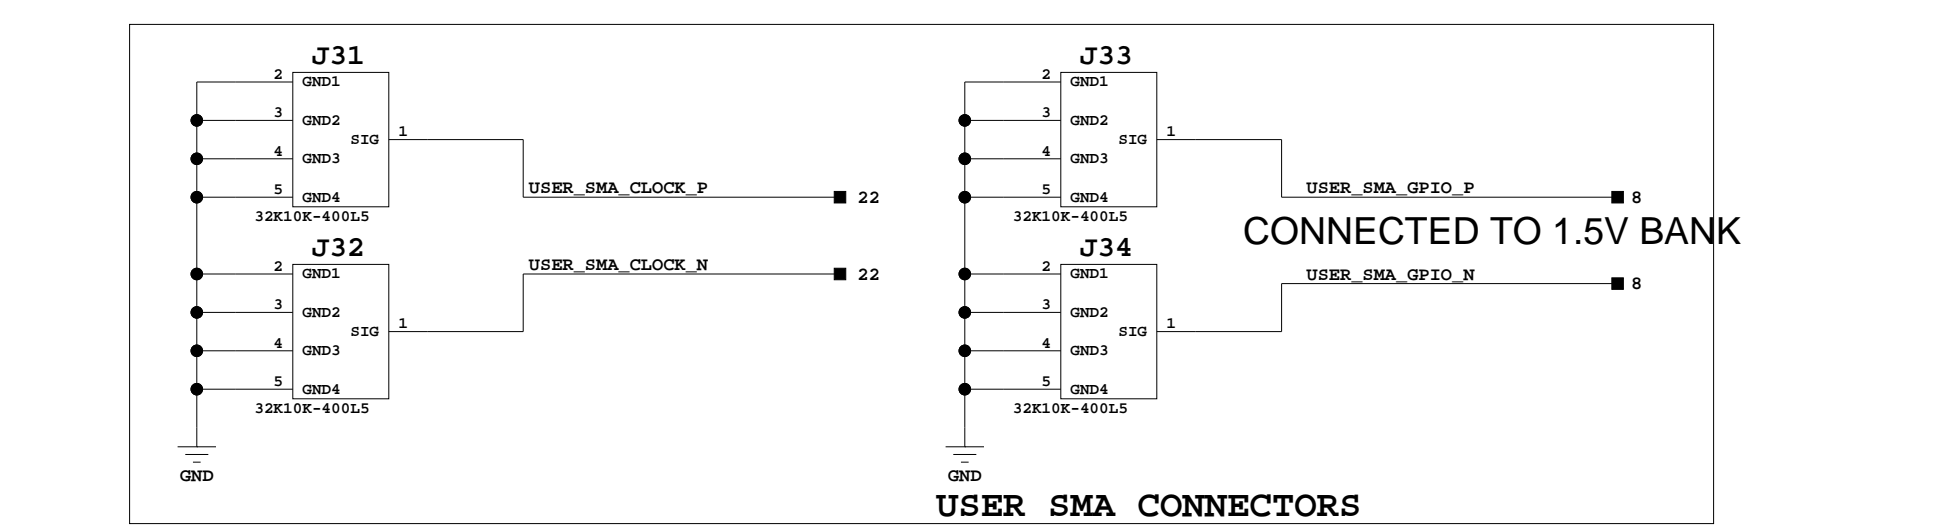 J31
2 GND1
3 GND2
SIG 1
4 GND3
5 GND4
32K10K-400L5
USER_SMA_CLOCK_P 22
J32
2 GND1
3 GND2
SIG 1
4 GND3
5 GND4
32K10K-400L5
USER_SMA_CLOCK_N 22
GND
J33
2 GND1
3 GND2
SIG 1
4 GND3
5 GND4
32K10K-400L5
USER_SMA_GPIO_P 8
CONNECTED TO 1.5V BANK
J34
2 GND1
3 GND2
SIG 1
4 GND3
5 GND4
32K10K-400L5
USER_SMA_GPIO_N 8
GND
USER SMA CONNECTORS